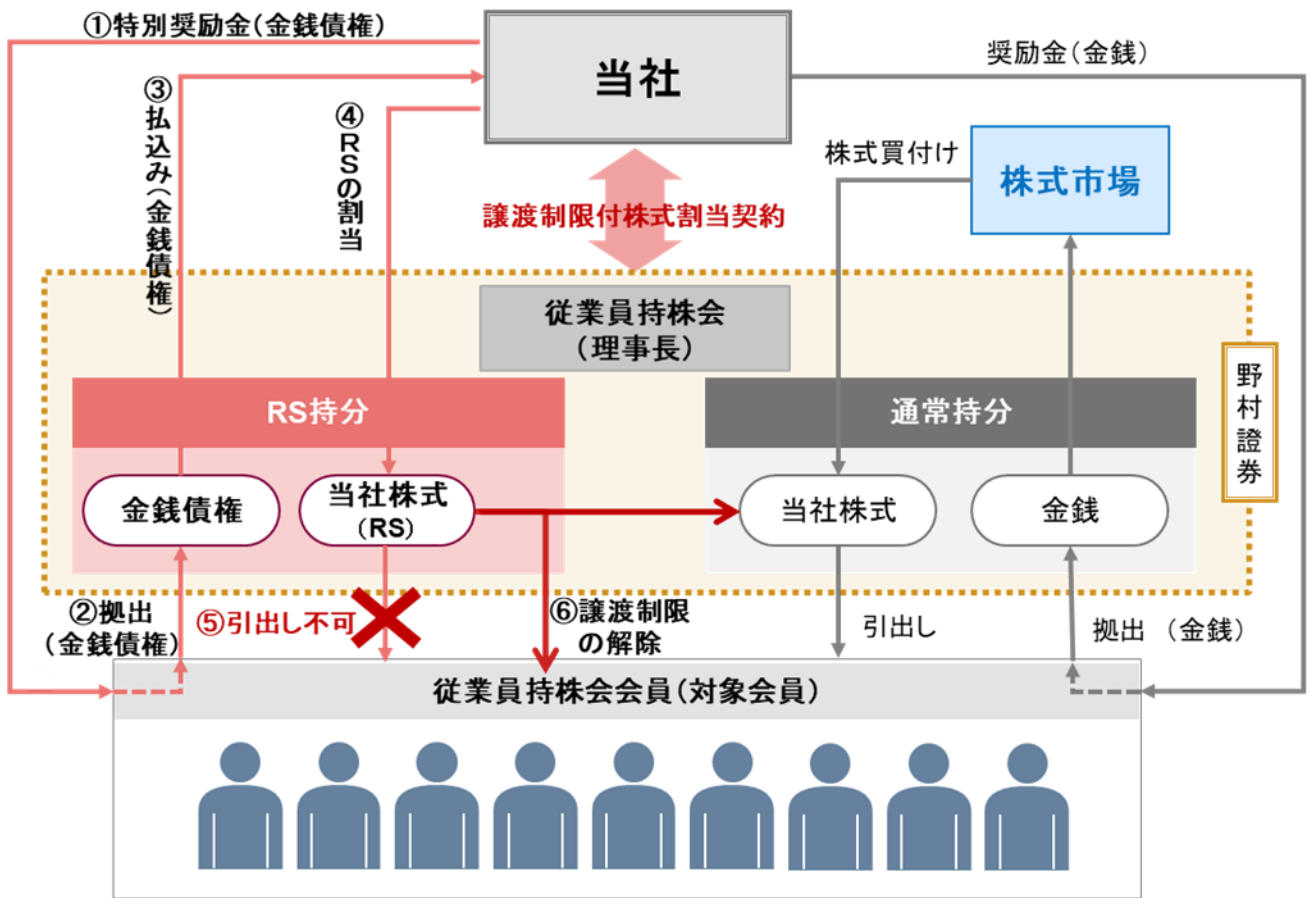 ①特別奨励金(金銭債権)
当社
奨励金(金銭)
③払込み(金銭債権)
④RSの割当
株式買付け
株式市場
譲渡制限付株式割当契約
従業員持株会
(理事長)
野村證券
RS持分
通常持分
金銭債権
当社株式
(RS)
当社株式
金銭
②拠出
(金銭債権)
⑤引出し不可
⑥譲渡制限
の解除
引出し
拠出 (金銭)
従業員持株会会員(対象会員)